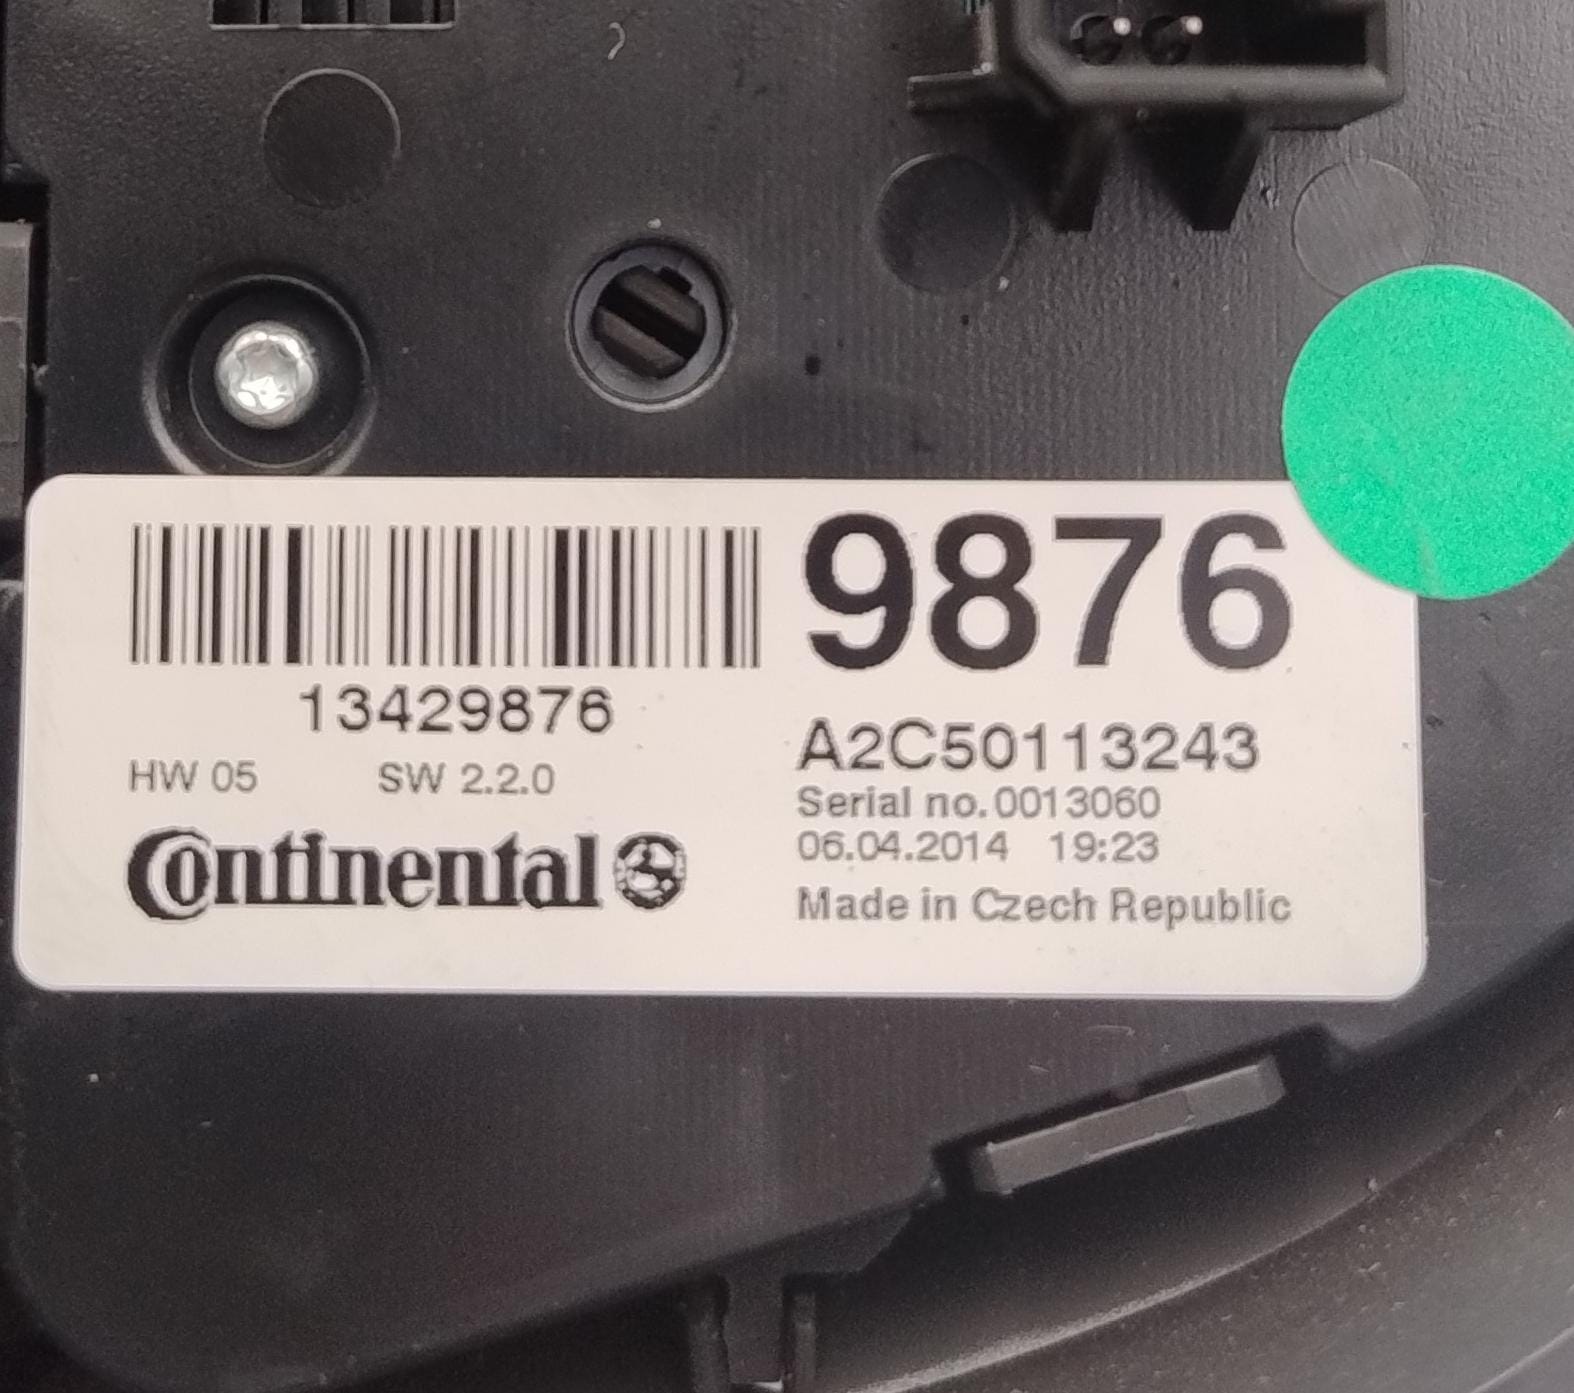 9876
13429876
A2C50113243
HW 05 SW 2.2.0
Serial no.0013060
06.04.2014 19:23
Continental
Made in Czech Republic